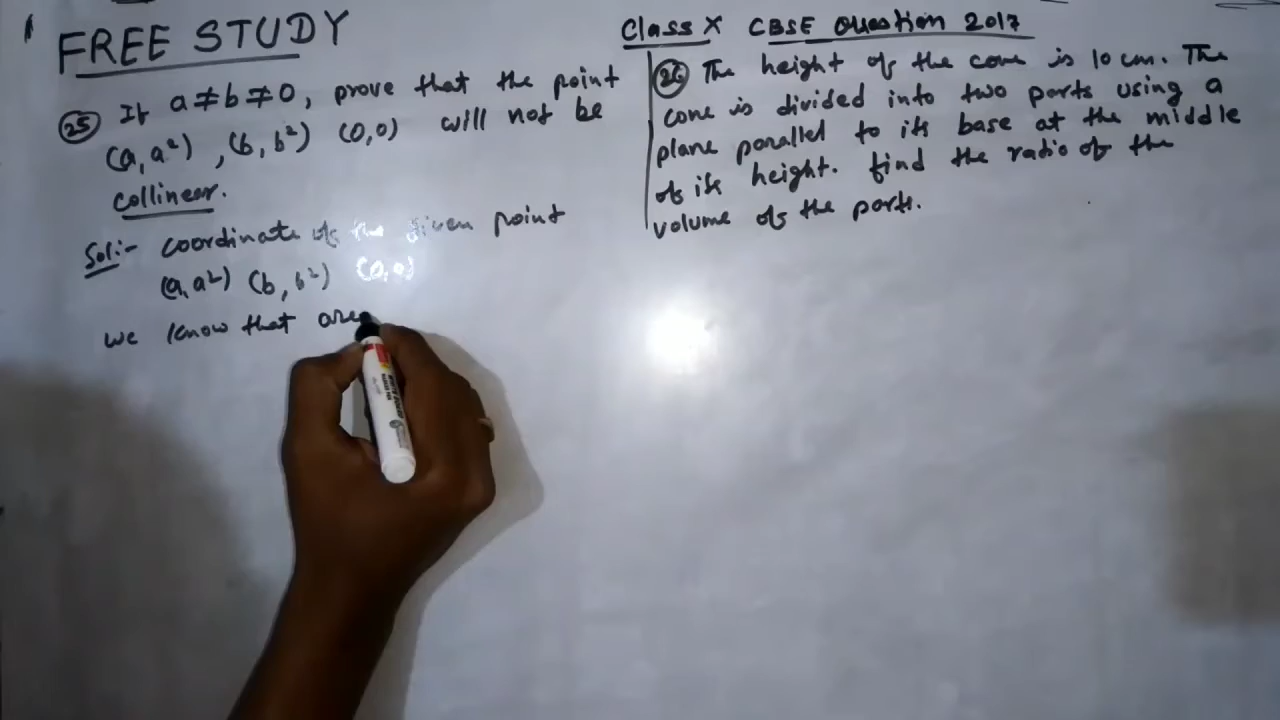 FREE STUDY
25 If a ≠ b ≠ 0, prove that the point
(a, a²), (b, b²) (0,0) will not be
collinear.
Sol:- coordinate of the given point
(a, a²) (b, b²) (0,0)
we know that are
Class X CBSE Question 2017
26 The height of the cone is 10 cm. The
cone is divided into two parts using a
plane parallel to its base at the middle
of its height. find the ratio of the
volume of the parts.